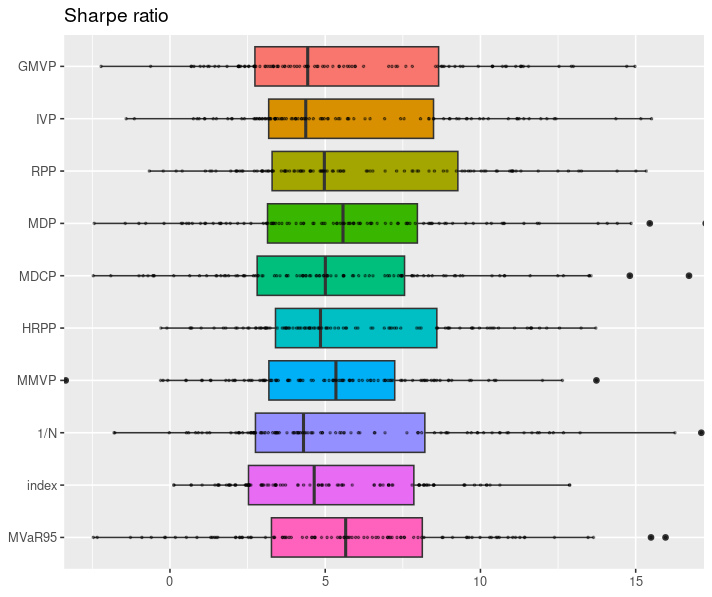 Sharpe ratio
GMVP
IVP
RPP
MDP
MDCP
HRPP
MMVP
1/N
index
MVaR95
0 5 10 15